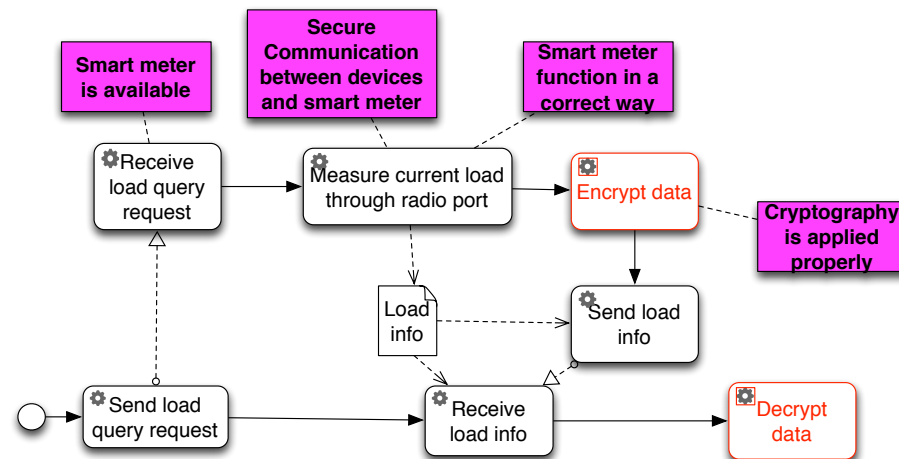 Smart meter
is available
Secure
Communication
between devices
and smart meter
Smart meter
function in a
correct way
Receive
load query
request
Measure current load
through radio port
Encrypt data
Cryptography
is applied
properly
Load
info
Send load
info
Send load
query request
Receive
load info
Decrypt
data